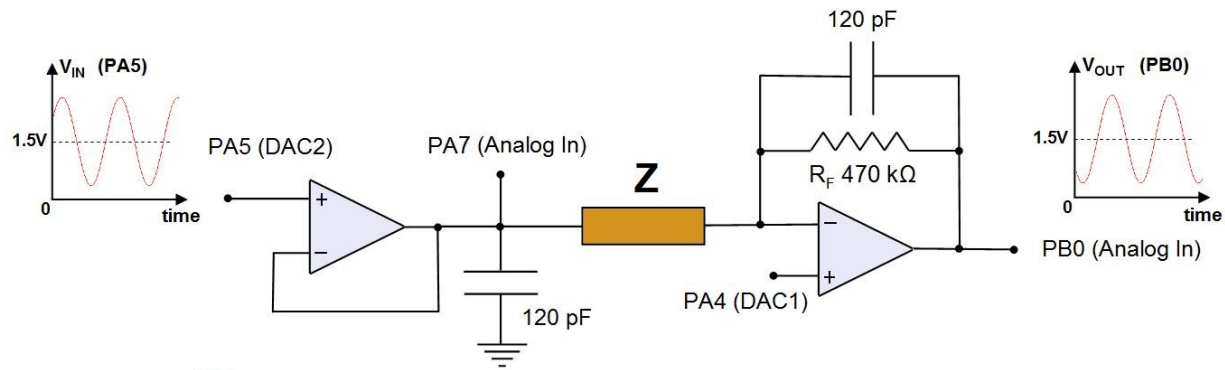 120 pF
V_IN (PA5)
1.5V
0
time
PA5 (DAC2)
PA7 (Analog In)
Z
R_F 470 kΩ
V_OUT (PB0)
1.5V
0
time
+
−
−
+
PB0 (Analog In)
PA4 (DAC1)
120 pF